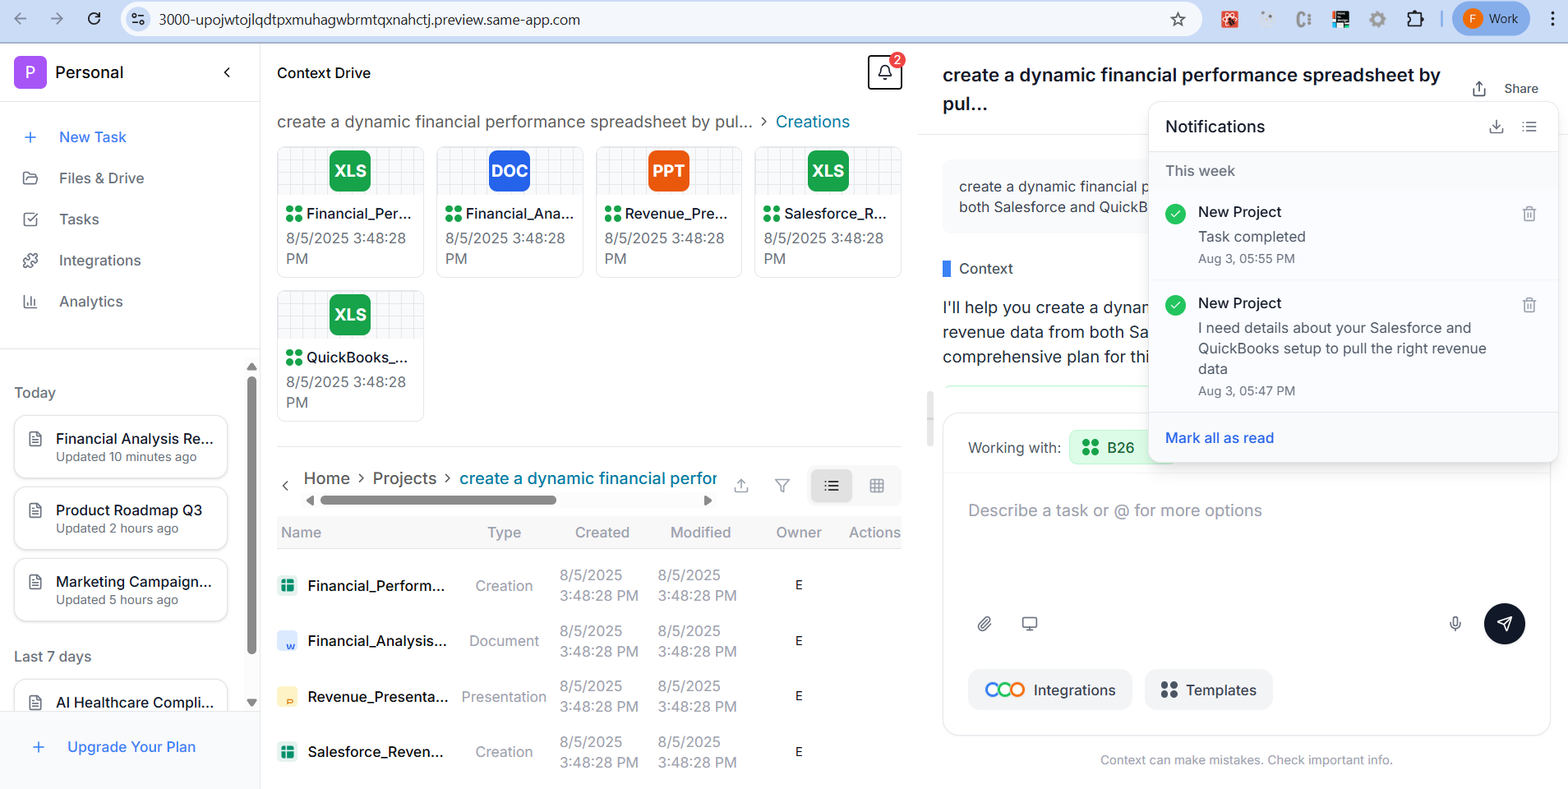 3000-upojwtojlqdtpxmuhagwbrmtqxnahctj.preview.same-app.com
F Work
P Personal
New Task
Files & Drive
Tasks
Integrations
Analytics
Today
Financial Analysis Re...
Updated 10 minutes ago
Product Roadmap Q3
Updated 2 hours ago
Marketing Campaign...
Updated 5 hours ago
Last 7 days
AI Healthcare Compli...
Upgrade Your Plan
Context Drive
2
create a dynamic financial performance spreadsheet by pul... > Creations
XLS
Financial_Per...
8/5/2025 3:48:28
PM
DOC
Financial_Ana...
8/5/2025 3:48:28
PM
PPT
Revenue_Pre...
8/5/2025 3:48:28
PM
XLS
Salesforce_R...
8/5/2025 3:48:28
PM
XLS
QuickBooks_...
8/5/2025 3:48:28
PM
Home > Projects > create a dynamic financial perfor
Name Type Created Modified Owner Actions
Financial_Perform... Creation 8/5/2025 3:48:28 PM 8/5/2025 3:48:28 PM E
W Financial_Analysis... Document 8/5/2025 3:48:28 PM 8/5/2025 3:48:28 PM E
P Revenue_Presenta... Presentation 8/5/2025 3:48:28 PM 8/5/2025 3:48:28 PM E
Salesforce_Reven... Creation 8/5/2025 3:48:28 PM 8/5/2025 3:48:28 PM E
create a dynamic financial performance spreadsheet by
pul...
Share
create a dynamic financial p
both Salesforce and QuickB
Context
I'll help you create a dynan
revenue data from both Sa
comprehensive plan for thi
Notifications
This week
New Project
Task completed
Aug 3, 05:55 PM
New Project
I need details about your Salesforce and
QuickBooks setup to pull the right revenue
data
Aug 3, 05:47 PM
Mark all as read
Working with: B26
Describe a task or @ for more options
Integrations
Templates
Context can make mistakes. Check important info.